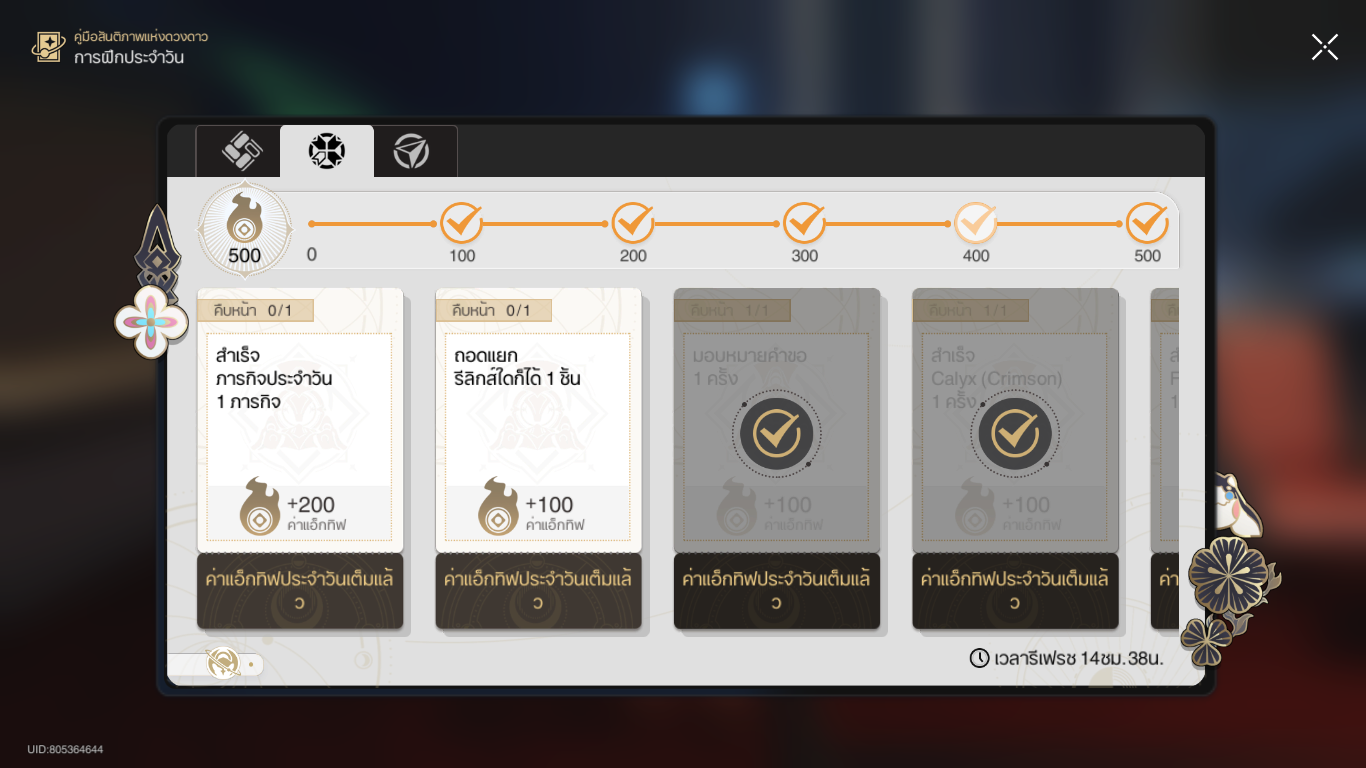 คู่มือสันติภาพแห่งดวงดาว
การฝึกประจำวัน
500
0
100
200
300
400
500
คืบหน้า 0/1
สำเร็จ
ภารกิจประจำวัน
1 ภารกิจ
+200
ค่าแอ็กทิฟ
ค่าแอ็กทิฟประจำวันเต็มแล้
ว
คืบหน้า 0/1
ถอดแยก
รีลิกส์ใดก็ได้ 1 ชิ้น
+100
ค่าแอ็กทิฟ
ค่าแอ็กทิฟประจำวันเต็มแล้
ว
คืบหน้า 1/1
มอบหมายคำขอ
1 ครั้ง
+100
ค่าแอ็กทิฟ
ค่าแอ็กทิฟประจำวันเต็มแล้
ว
คืบหน้า 1/1
สำเร็จ
Calyx (Crimson)
1 ครั้ง
+100
ค่าแอ็กทิฟ
ค่าแอ็กทิฟประจำวันเต็มแล้
ว
เวลารีเฟรช 14ชม. 38น.
UID:805364644